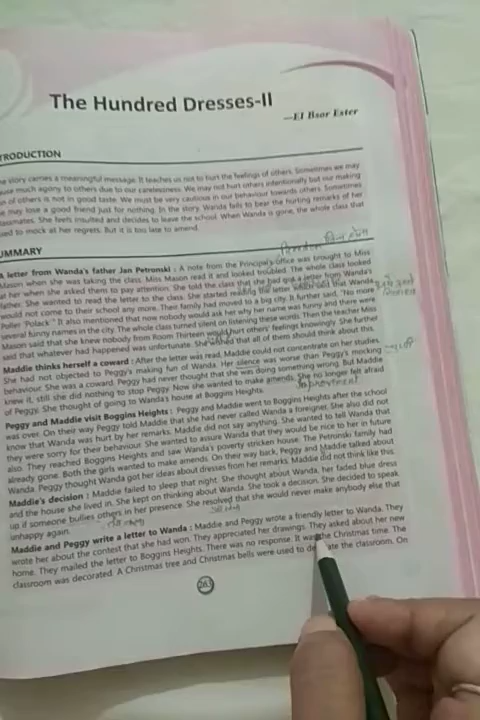 The Hundred Dresses-II
—El Bsor Ester
TRODUCTION
e story carries a meaningful message. It teaches us not to hurt the feelings of others. Sometimes we may
use much agony to others due to our carelessness. We may not hurt others intentionally but our making
n of others is not in good taste. We must be very cautious in our behaviour towards others. Sometimes
e may lose a good friend just for nothing. In the story Wanda fails to bear the hurting remarks of her
assmates. She feels insulted and decides to leave the school. When Wanda is gone, the whole class that
used to mock at her regrets. But it is too late to amend.
UMMARY
A letter from Wanda's father Jan Petronski : A note from the Principal's office was brought to Miss
Mason when she was taking the class. Miss Mason read it and looked troubled. The whole class looked
at her when she asked them to pay attention. She told the class that she had got a letter from Wanda's
father. She wanted to read the letter to the class. She started reading the letter which said that Wanda
would not come to their school any more. Their family had moved to a big city. It further said, "No more
Holler 'Polack'." It also mentioned that now nobody would ask her why her name was funny and there were
several funny names in the city. The whole class turned silent on listening these words. Then the teacher Miss
Mason said that she knew nobody from Room Thirteen would hurt others' feelings knowingly. She further
said that whatever had happened was unfortunate. She wished that all of them should think about this.
Maddie thinks herself a coward : After the letter was read, Maddie could not concentrate on her studies.
She had not objected to Peggy's making fun of Wanda. Her silence was worse than Peggy's mocking
behaviour. She was a coward. Peggy had never thought that she was doing something wrong. But Maddie
knew it, still she did nothing to stop Peggy. Now she wanted to make amends. She no longer felt afraid
of Peggy. She thought of going to Wanda's house at Boggins Heights.
Peggy and Maddie visit Boggins Heights : Peggy and Maddie went to Boggins Heights after the school
was over. On their way Peggy told Maddie that she had never called Wanda a foreigner. She also did not
know that Wanda was hurt by her remarks. Maddie did not say anything. She wanted to tell Wanda that
they were sorry for their behaviour. She wanted to assure Wanda that they would be nice to her in future
also. They reached Boggins Heights and saw Wanda's poverty stricken house. The Petrunski family had
already gone. Both the girls wanted to make amends. On their way back, Peggy and Maddie talked about
Wanda. Peggy thought Wanda got her ideas about dresses from her remarks. Maddie did not think like this.
Maddie's decision : Maddie failed to sleep that night. She thought about Wanda, her faded blue dress
and the house she lived in. She kept on thinking about Wanda. She took a decision. She decided to speak
up if someone bullies others in her presence. She resolved that she would never make anybody else that
unhappy again.
Maddie and Peggy write a letter to Wanda : Maddie and Peggy wrote a friendly letter to Wanda. They
wrote her about the contest that she had won. They appreciated her drawings. They asked about her new
home. They mailed the letter to Boggins Heights. There was no response. It was the Christmas time. The
classroom was decorated. A Christmas tree and Christmas bells were used to the classroom. On
263